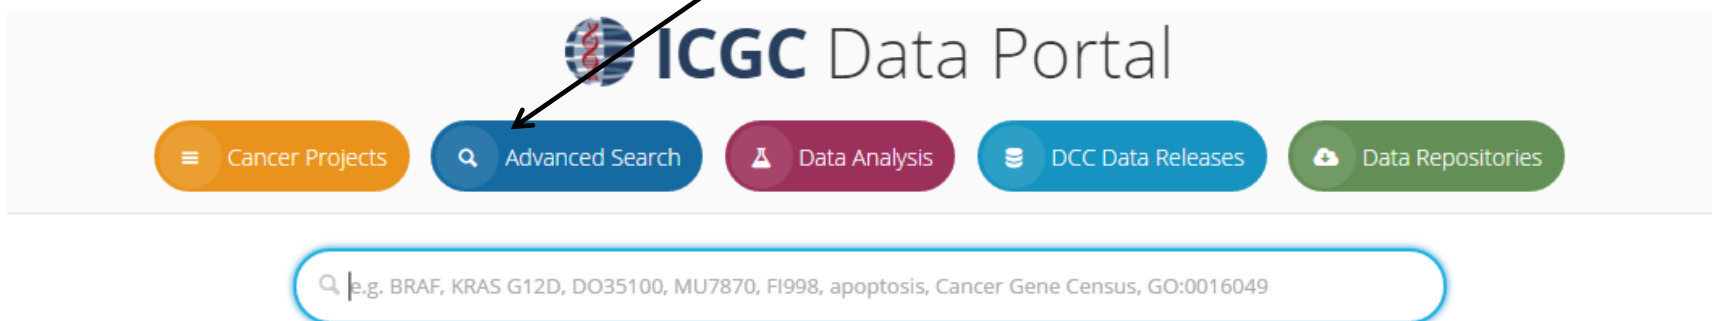 ICGC Data Portal
Cancer Projects Advanced Search Data Analysis DCC Data Releases Data Repositories
e.g. BRAF, KRAS G12D, DO35100, MU7870, FI998, apoptosis, Cancer Gene Census, GO:0016049